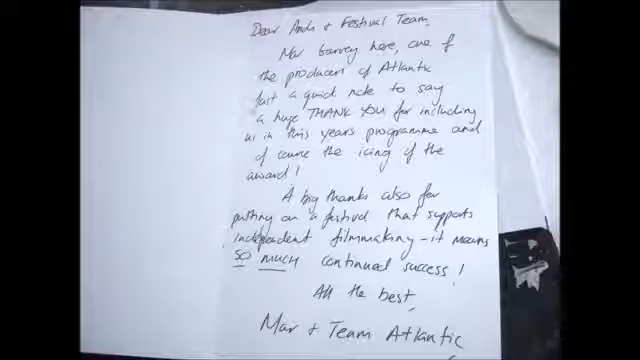 Dear Andi & Festival Team,
Mar Garvey here, one of
the producers of Atlantic
Just a quick note to say
a huge THANK YOU for including
us in this years programme and
of course the icing of the
award!
A big thanks also for
putting on a festival that supports
independent filmmaking - it means
SO MUCH continued success!
All the best,
Mair & Team Atlantic